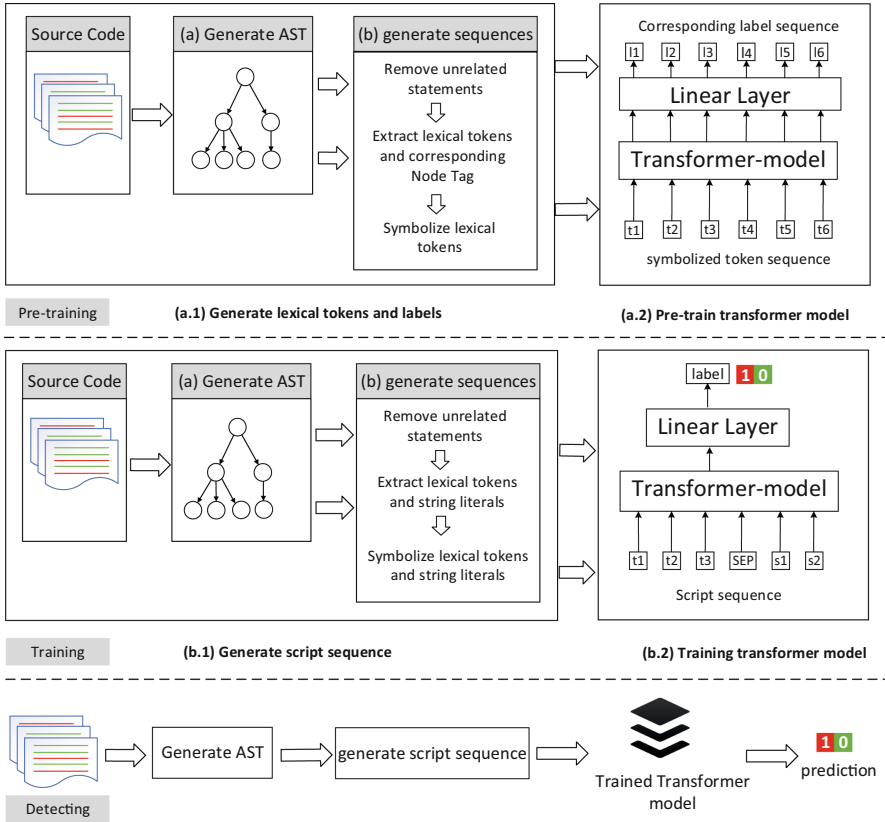 Source Code
(a) Generate AST
(b) generate sequences
Remove unrelated
statements
Extract lexical tokens
and corresponding
Node Tag
Symbolize lexical
tokens
Corresponding label sequence
l1 l2 l3 l4 l5 l6
Linear Layer
Transformer-model
t1 t2 t3 t4 t5 t6
symbolized token sequence
Pre-training
(a.1) Generate lexical tokens and labels
(a.2) Pre-train transformer model
Source Code
(a) Generate AST
(b) generate sequences
Remove unrelated
statements
Extract lexical tokens
and string literals
Symbolize lexical tokens
and string literals
label 1 0
Linear Layer
Transformer-model
t1 t2 t3 SEP s1 s2
Script sequence
Training
(b.1) Generate script sequence
(b.2) Training transformer model
Generate AST
generate script sequence
Trained Transformer
model
1 0
prediction
Detecting